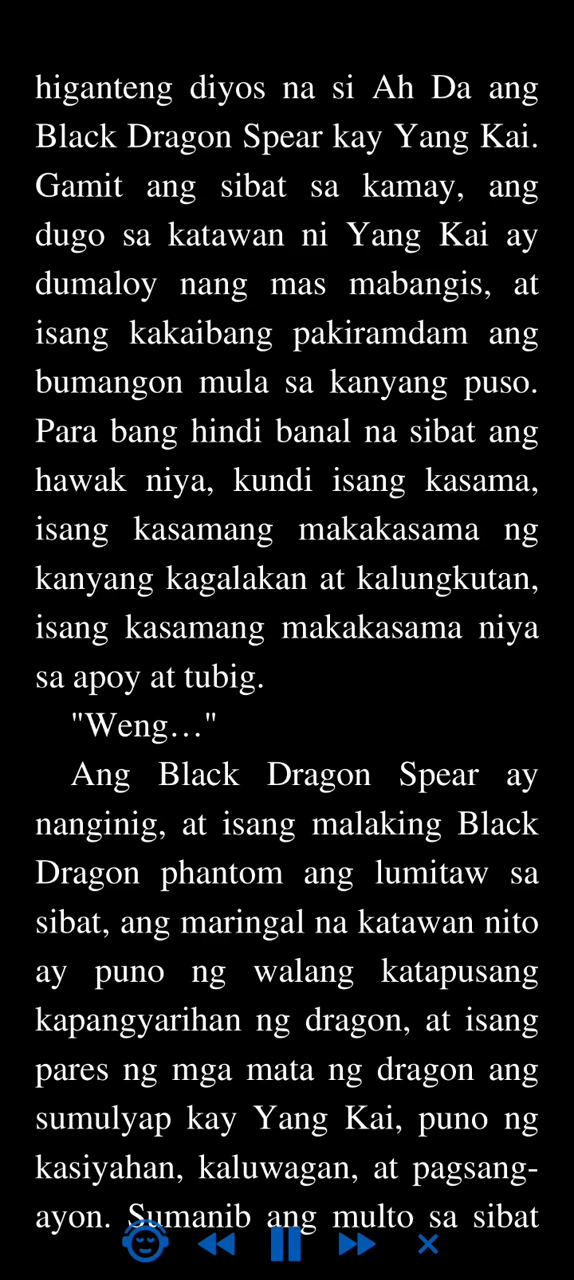 higanteng diyos na si Ah Da ang
Black Dragon Spear kay Yang Kai.
Gamit ang sibat sa kamay, ang
dugo sa katawan ni Yang Kai ay
dumaloy nang mas mabangis, at
isang kakaibang pakiramdam ang
bumangon mula sa kanyang puso.
Para bang hindi banal na sibat ang
hawak niya, kundi isang kasama,
isang kasamang makakasama ng
kanyang kagalakan at kalungkutan,
isang kasamang makakasama niya
sa apoy at tubig.
"Weng…"
Ang Black Dragon Spear ay
nanginig, at isang malaking Black
Dragon phantom ang lumitaw sa
sibat, ang maringal na katawan nito
ay puno ng walang katapusang
kapangyarihan ng dragon, at isang
pares ng mga mata ng dragon ang
sumulyap kay Yang Kai, puno ng
kasiyahan, kaluwagan, at pagsang-
ayon. Sumanib ang multo sa sibat